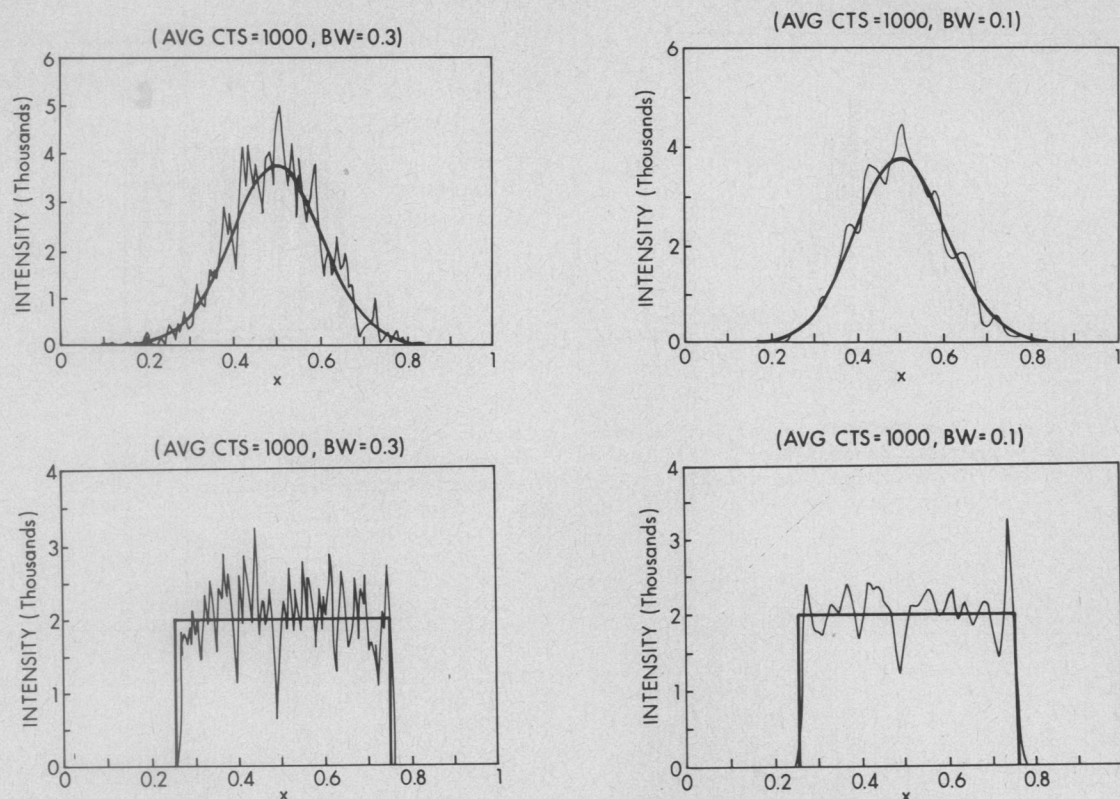 (AVG CTS=1000, BW=0.3)
INTENSITY (Thousands)
6
5
4
3
2
1
0
0 0.2 0.4 0.6 0.8 1
x
(AVG CTS=1000, BW=0.1)
INTENSITY (Thousands)
6
4
2
0
0 0.2 0.4 0.6 0.8 1
x
(AVG CTS=1000, BW=0.3)
INTENSITY (Thousands)
4
3
2
1
0
0 0.2 0.4 0.6 0.8 1
x
(AVG CTS=1000, BW=0.1)
INTENSITY (Thousands)
4
3
2
1
0
0 0.2 0.4 0.6 0.8 1
x